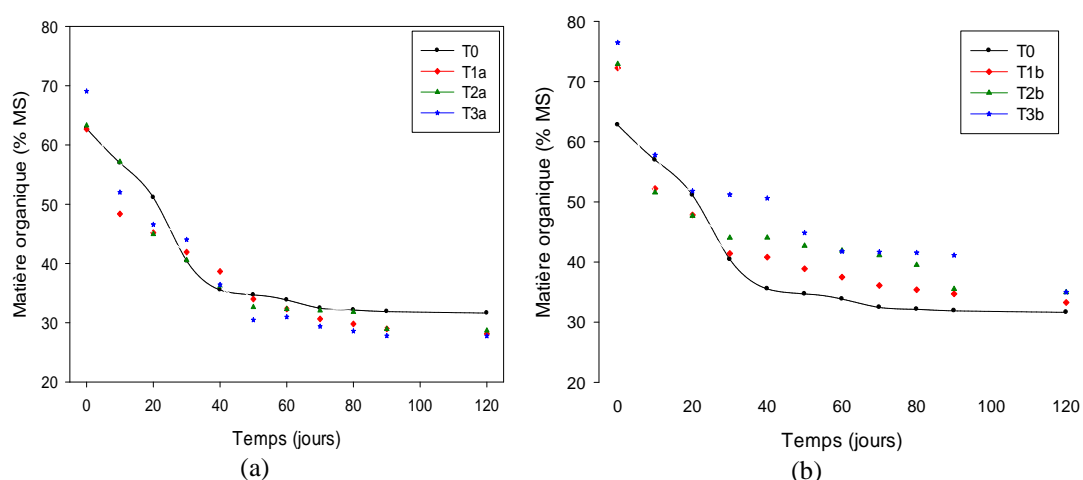 80
70
60
50
40
30
20
Matière organique (% MS)
T0
T1a
T2a
T3a
0 20 40 60 80 100 120
Temps (jours)
(a)
80
70
60
50
40
30
20
Matière organique (% MS)
T0
T1b
T2b
T3b
0 20 40 60 80 100 120
Temps (jours)
(b)